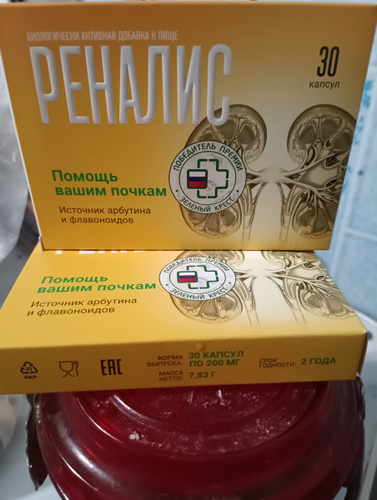 БИОЛОГИЧЕСКИ АКТИВНАЯ ДОБАВКА К ПИЩЕ
РЕНАЛИС
30
капсул
Помощь
вашим почкам
Источник арбутина
и флавоноидов
ПОБЕДИТЕЛЬ ПРЕМИИ
ЗЕЛЕНЫЙ КРЕСТ
Помощь
вашим почкам
Источник арбутина
и флавоноидов
ПОБЕДИТЕЛЬ ПРЕМИИ
ЗЕЛЕНЫЙ КРЕСТ
EAC
ФОРМА
ВЫПУСКА:
30 КАПСУЛ
ПО 200 МГ
МАССА
НЕТТО:
7,83 Г
СРОК
ГОДНОСТИ:
2 ГОДА